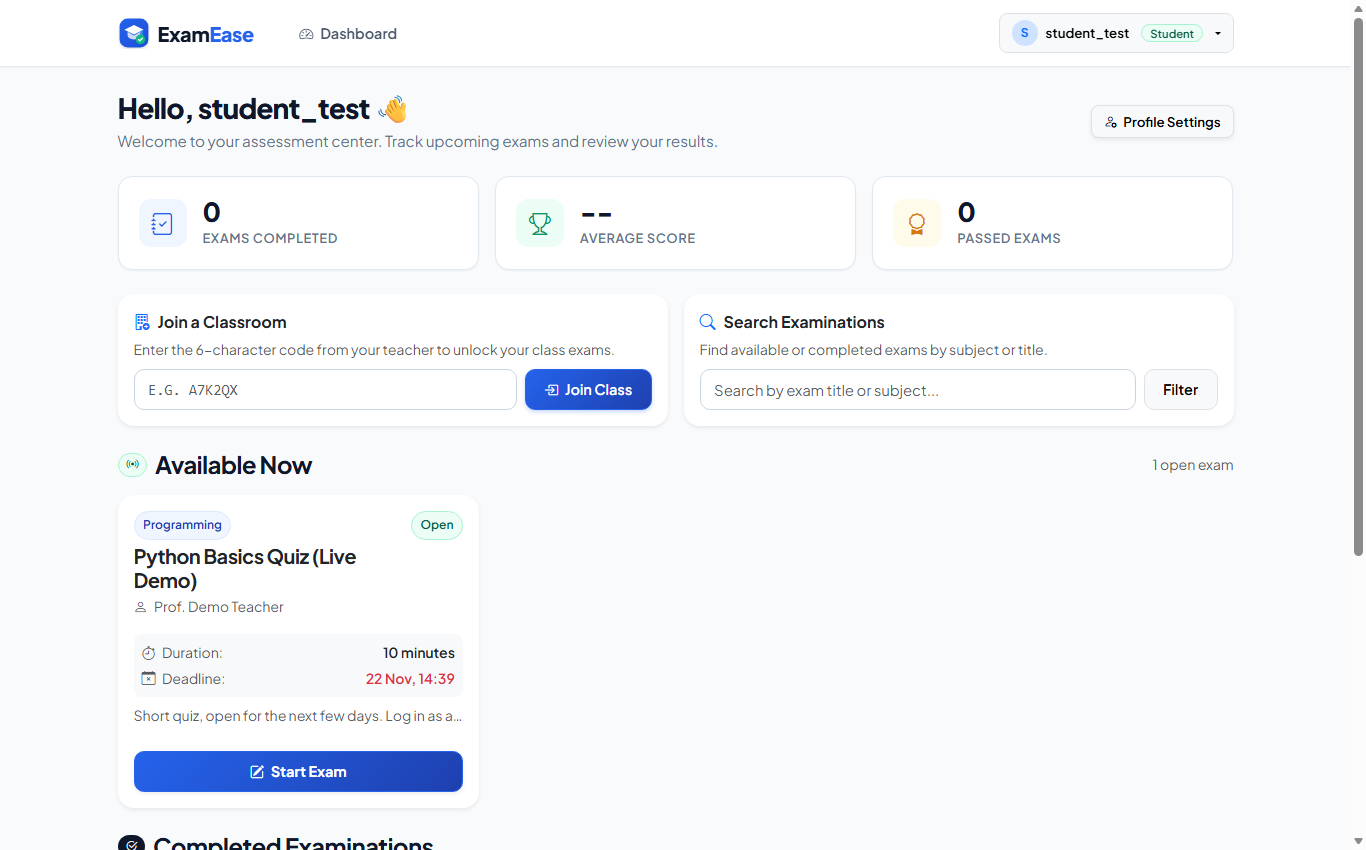 ExamEase
Dashboard
S
student_test
Student
Hello, student_test 👋
Profile Settings
Welcome to your assessment center. Track upcoming exams and review your results.
0
EXAMS COMPLETED
--
AVERAGE SCORE
0
PASSED EXAMS
Join a Classroom
Enter the 6-character code from your teacher to unlock your class exams.
E.G. A7K2QX
Join Class
Search Examinations
Find available or completed exams by subject or title.
Search by exam title or subject...
Filter
Available Now
1 open exam
Programming
Open
Python Basics Quiz (Live
Demo)
Prof. Demo Teacher
Duration:
10 minutes
Deadline:
22 Nov, 14:39
Short quiz, open for the next few days. Log in as a...
Start Exam
Completed Examinations